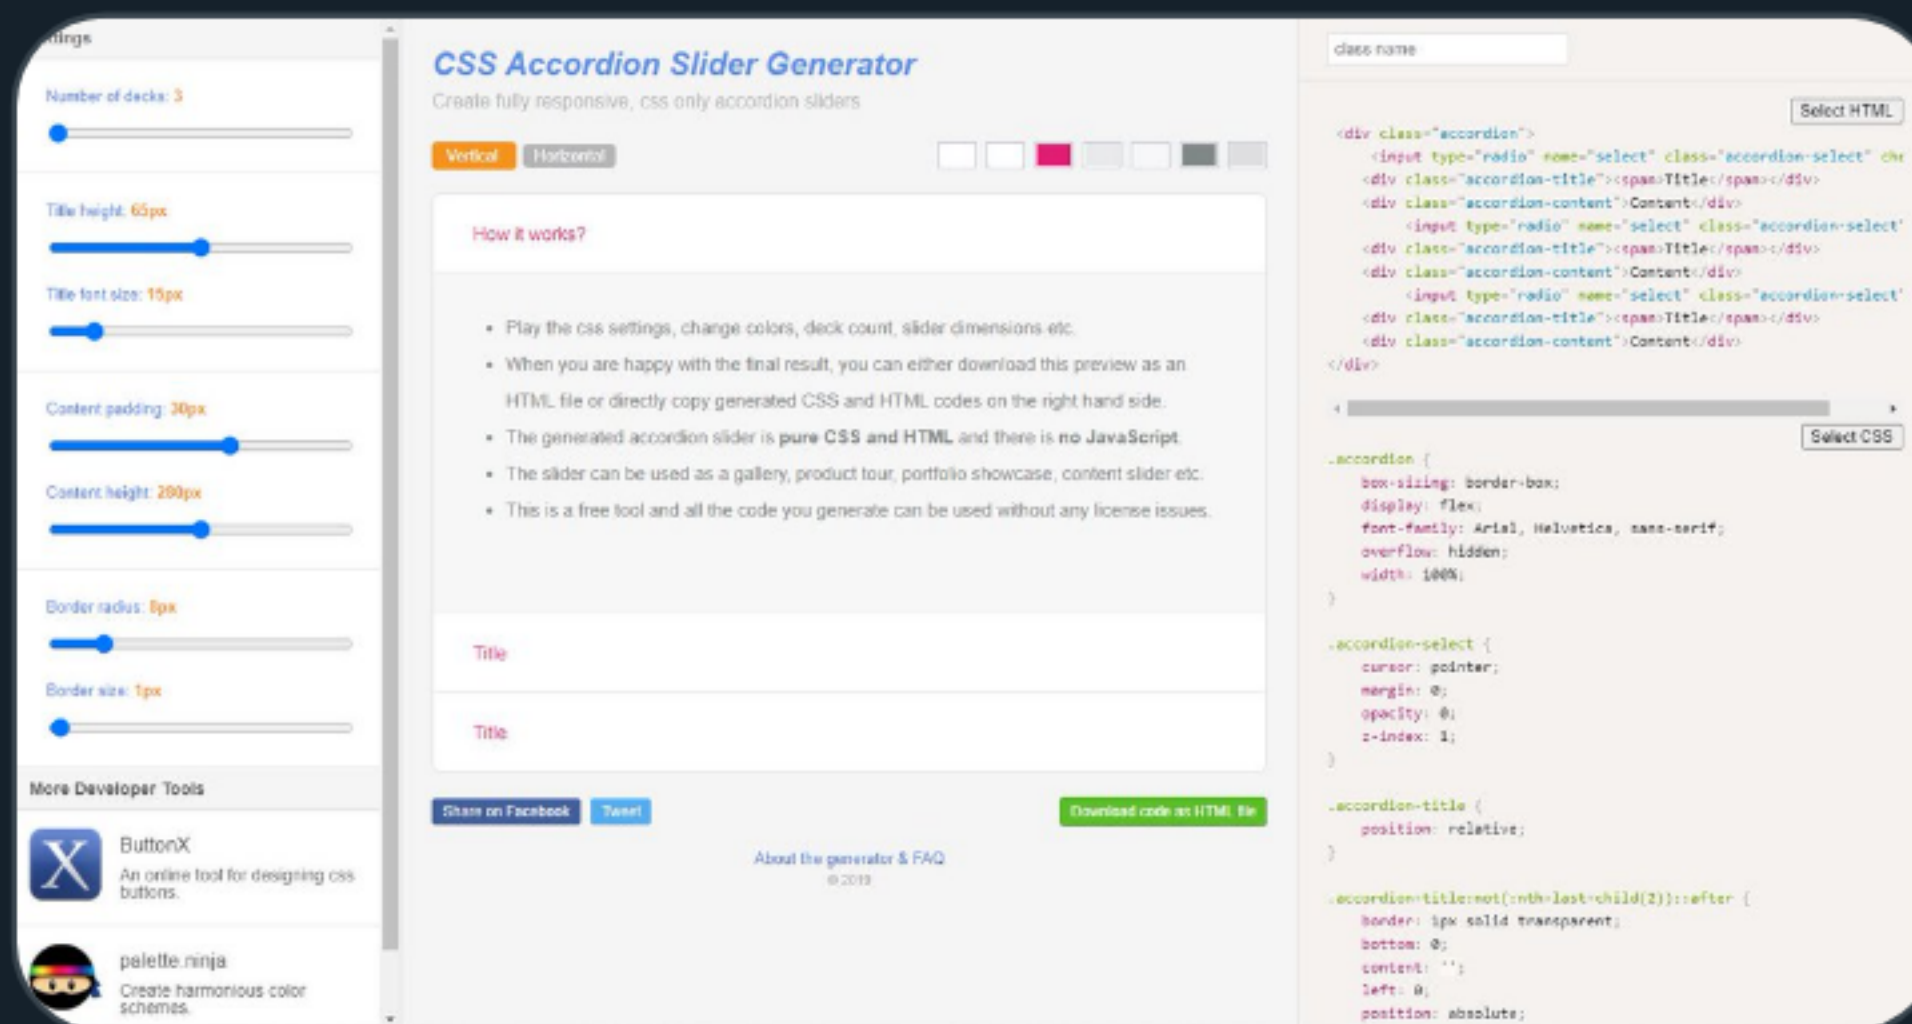 Number of decks: 3
Title height: 65px
Title font size: 15px
Content padding: 30px
Content height: 280px
Border radius: 8px
Border size: 1px
More Developer Tools
ButtonX
An online tool for designing css
buttons.
palette.ninja
Create harmonious color
schemes.
CSS Accordion Slider Generator
Create fully responsive, css only accordion sliders
Vertical
Horizontal
How it works?
• Play the css settings, change colors, deck count, slider dimensions etc.
• When you are happy with the final result, you can either download this preview as an
HTML file or directly copy generated CSS and HTML codes on the right hand side.
• The generated accordion slider is pure CSS and HTML and there is no JavaScript.
• The slider can be used as a gallery, product tour, portfolio showcase, content slider etc.
• This is a free tool and all the code you generate can be used without any license issues.
Title
Title
Share on Facebook
Tweet
Download code as HTML file
About the generator & FAQ
© 2019
class name
Select HTML
<div class="accordion">
<input type="radio" name="select" class="accordion-select"
<div class="accordion-title"><span>Title</span></div>
<div class="accordion-content">Content</div>
<input type="radio" name="select" class="accordion-select"
<div class="accordion-title"><span>Title</span></div>
<div class="accordion-content">Content</div>
<input type="radio" name="select" class="accordion-select"
<div class="accordion-title"><span>Title</span></div>
<div class="accordion-content">Content</div>
</div>
Select CSS
.accordion {
box-sizing: border-box;
display: flex;
font-family: Arial, Helvetica, sans-serif;
overflow: hidden;
width: 100%;
}
.accordion-select {
cursor: pointer;
margin: 0;
opacity: 0;
z-index: 1;
}
.accordion-title {
position: relative;
}
.accordion-title:not(:nth-last-child(2))::after {
border: 1px solid transparent;
bottom: 0;
content: '';
left: 0;
position: absolute;